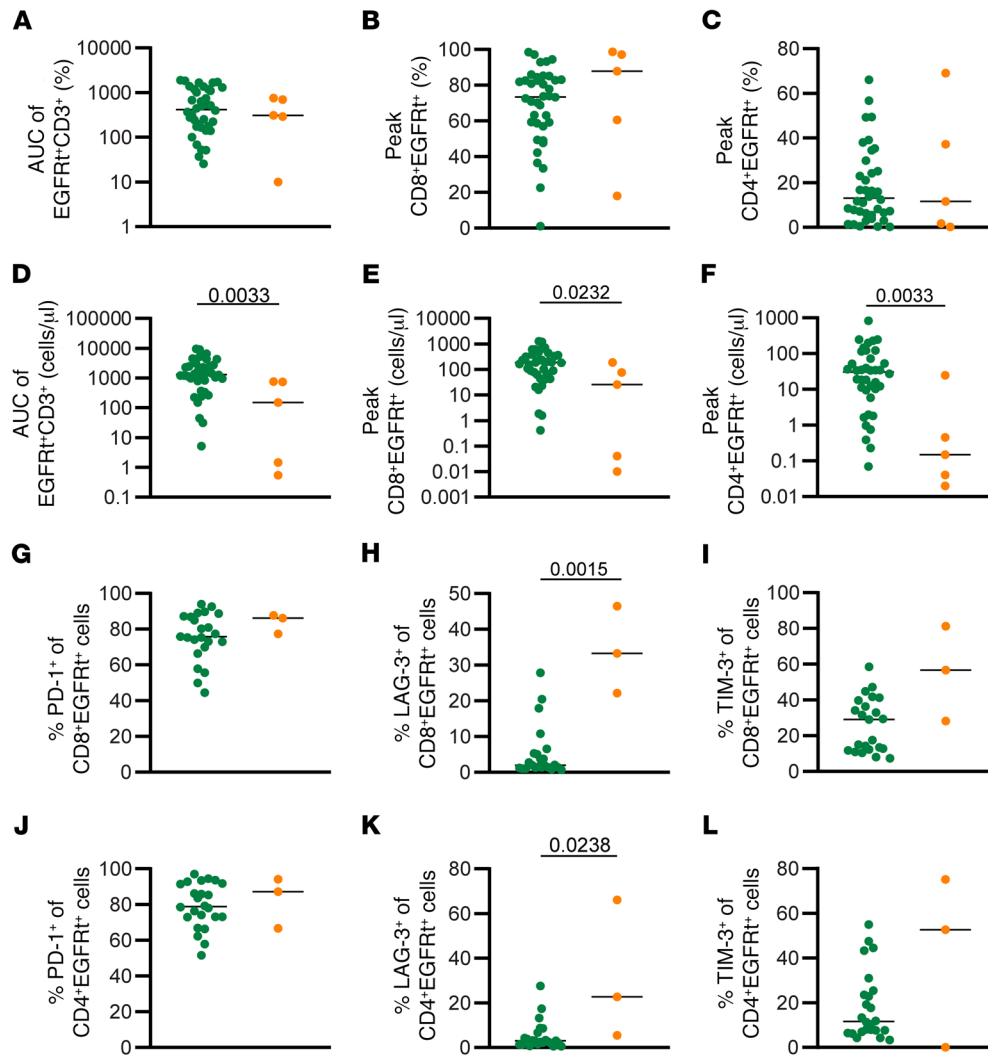 A
AUC of
EGFRt⁺CD3⁺ (%)
10000
1000
100
10
1
B
Peak
CD8⁺EGFRt⁺ (%)
100
80
60
40
20
0
C
Peak
CD4⁺EGFRt⁺ (%)
80
60
40
20
0
D
AUC of
EGFRt⁺CD3⁺ (cells/μl)
0.0033
100000
10000
1000
100
10
1
0.1
E
Peak
CD8⁺EGFRt⁺ (cells/μl)
0.0232
10000
1000
100
10
1
0.1
0.01
0.001
F
Peak
CD4⁺EGFRt⁺ (cells/μl)
0.0033
1000
100
10
1
0.1
0.01
G
% PD-1⁺ of
CD8⁺EGFRt⁺ cells
100
80
60
40
20
0
H
% LAG-3⁺ of
CD8⁺EGFRt⁺ cells
0.0015
50
40
30
20
10
0
I
% TIM-3⁺ of
CD8⁺EGFRt⁺ cells
100
80
60
40
20
0
J
% PD-1⁺ of
CD4⁺EGFRt⁺ cells
100
80
60
40
20
0
K
% LAG-3⁺ of
CD4⁺EGFRt⁺ cells
0.0238
80
60
40
20
0
L
% TIM-3⁺ of
CD4⁺EGFRt⁺ cells
80
60
40
20
0